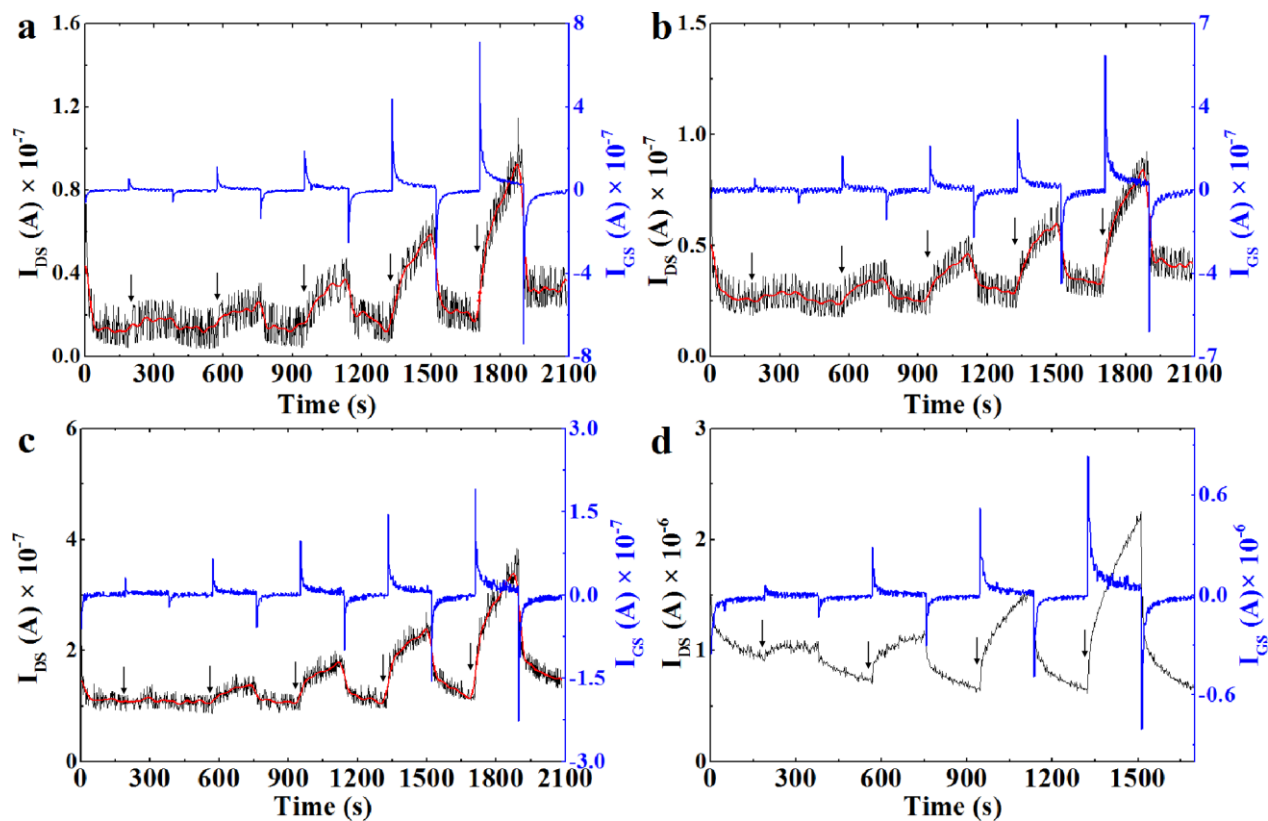 a
1.6
1.2
0.8
0.4
0.0
I_DS (A) × 10^-7
8
4
0
-4
-8
I_GS (A) × 10^-7
0 300 600 900 1200 1500 1800 2100
Time (s)
b
1.5
1.0
0.5
0.0
I_DS (A) × 10^-7
7
4
0
-4
-7
I_GS (A) × 10^-7
0 300 600 900 1200 1500 1800 2100
Time (s)
c
6
4
2
0
I_DS (A) × 10^-7
3.0
1.5
0.0
-1.5
-3.0
I_GS (A) × 10^-7
0 300 600 900 1200 1500 1800 2100
Time (s)
d
3
2
1
0
I_DS (A) × 10^-6
0.6
0.0
-0.6
I_GS (A) × 10^-6
0 300 600 900 1200 1500
Time (s)